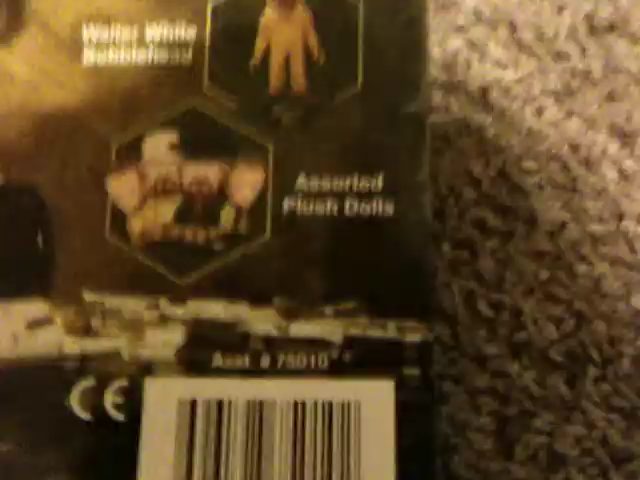 Walter White
Bobblehead
Assorted
Plush Dolls
Asst. # 75010
CE